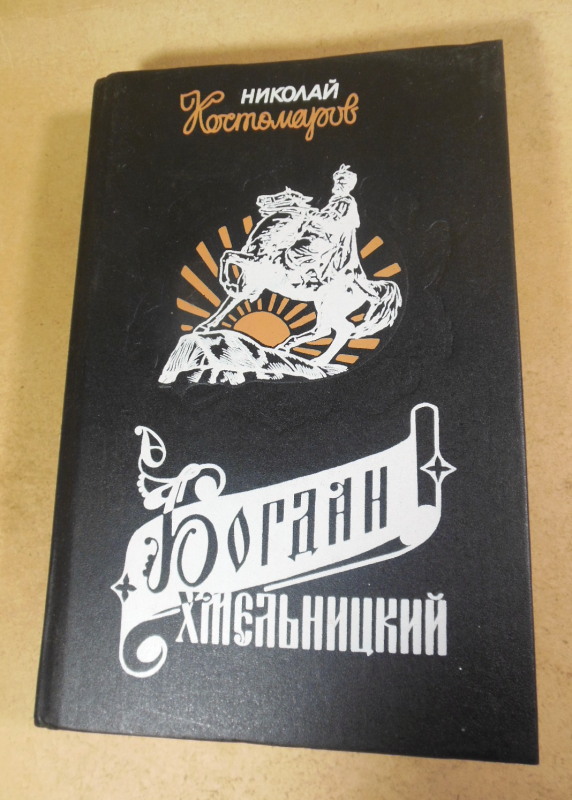 НИКОЛАЙ
Костомаров
Богдан
Хмельницкий